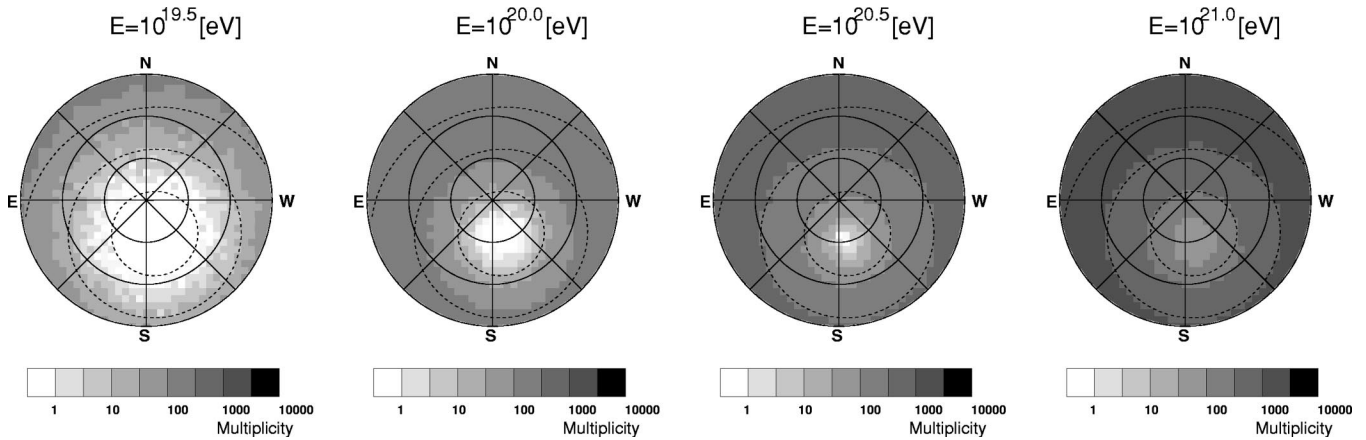 E=10^19.5 [eV]
N
E
W
S
1 10 100 1000 10000
Multiplicity
E=10^20.0 [eV]
N
E
W
S
1 10 100 1000 10000
Multiplicity
E=10^20.5 [eV]
N
E
W
S
1 10 100 1000 10000
Multiplicity
E=10^21.0 [eV]
N
E
W
S
1 10 100 1000 10000
Multiplicity